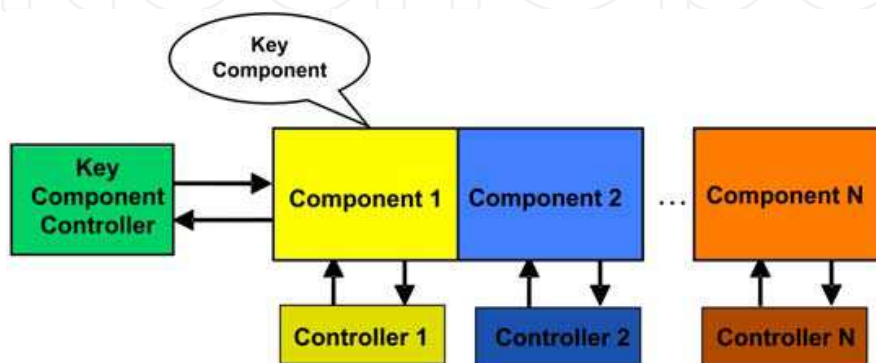 Key
Component
Key
Component
Controller
Component 1
Component 2
...
Component N
Controller 1
Controller 2
Controller N